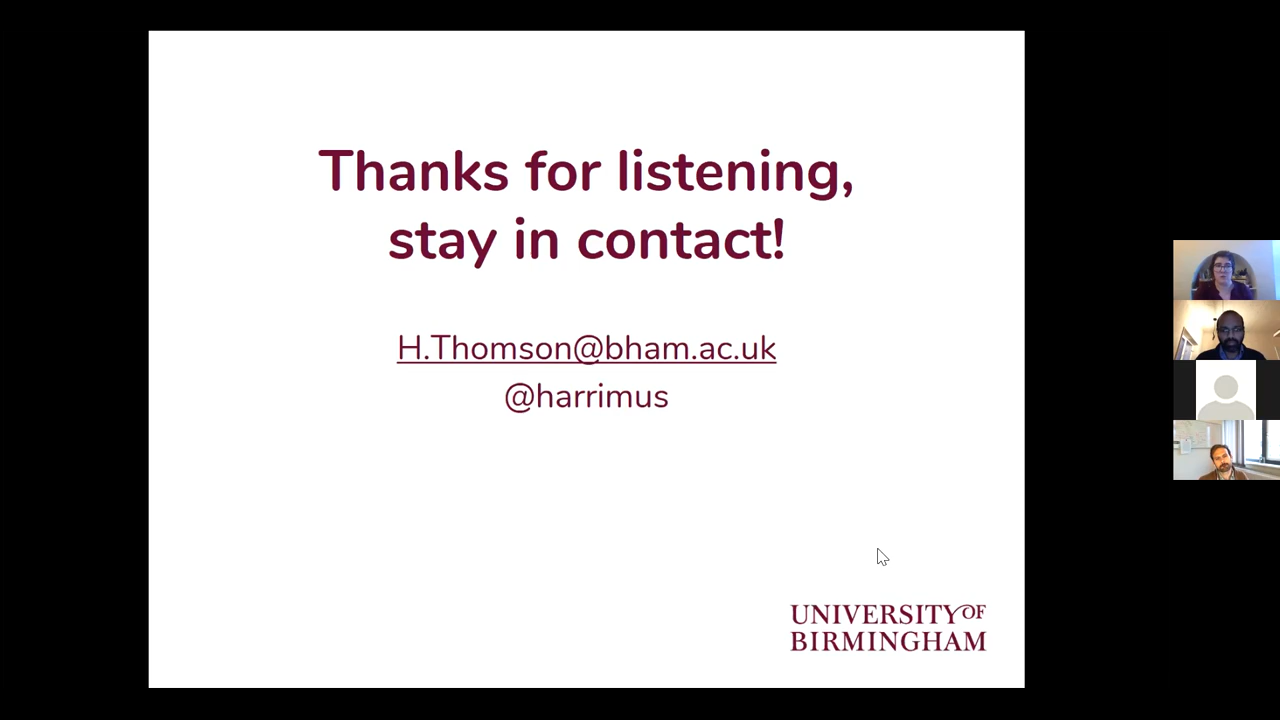 Thanks for listening,
stay in contact!
H.Thomson@bham.ac.uk
@harrimus
UNIVERSITY OF
BIRMINGHAM